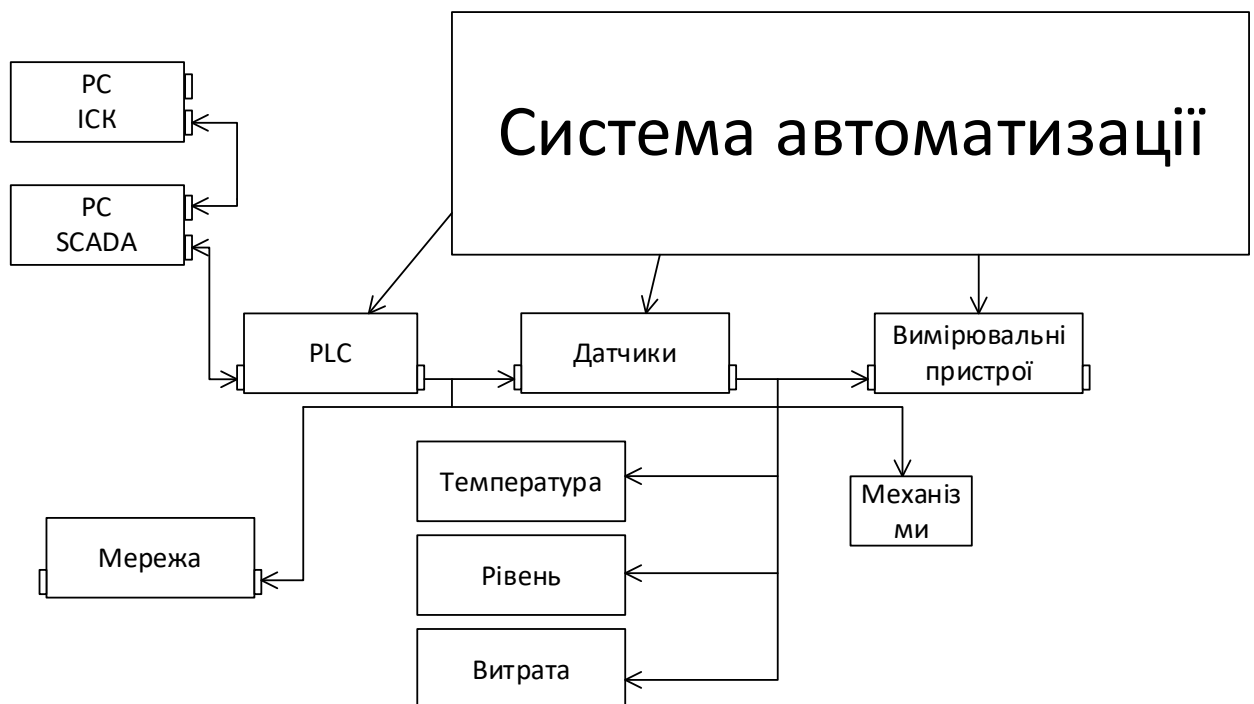 Система автоматизації
PC
ІСК
PC
SCADA
PLC
Датчики
Вимірювальні
пристрої
Температура
Механіз
ми
Мережа
Рівень
Витрата